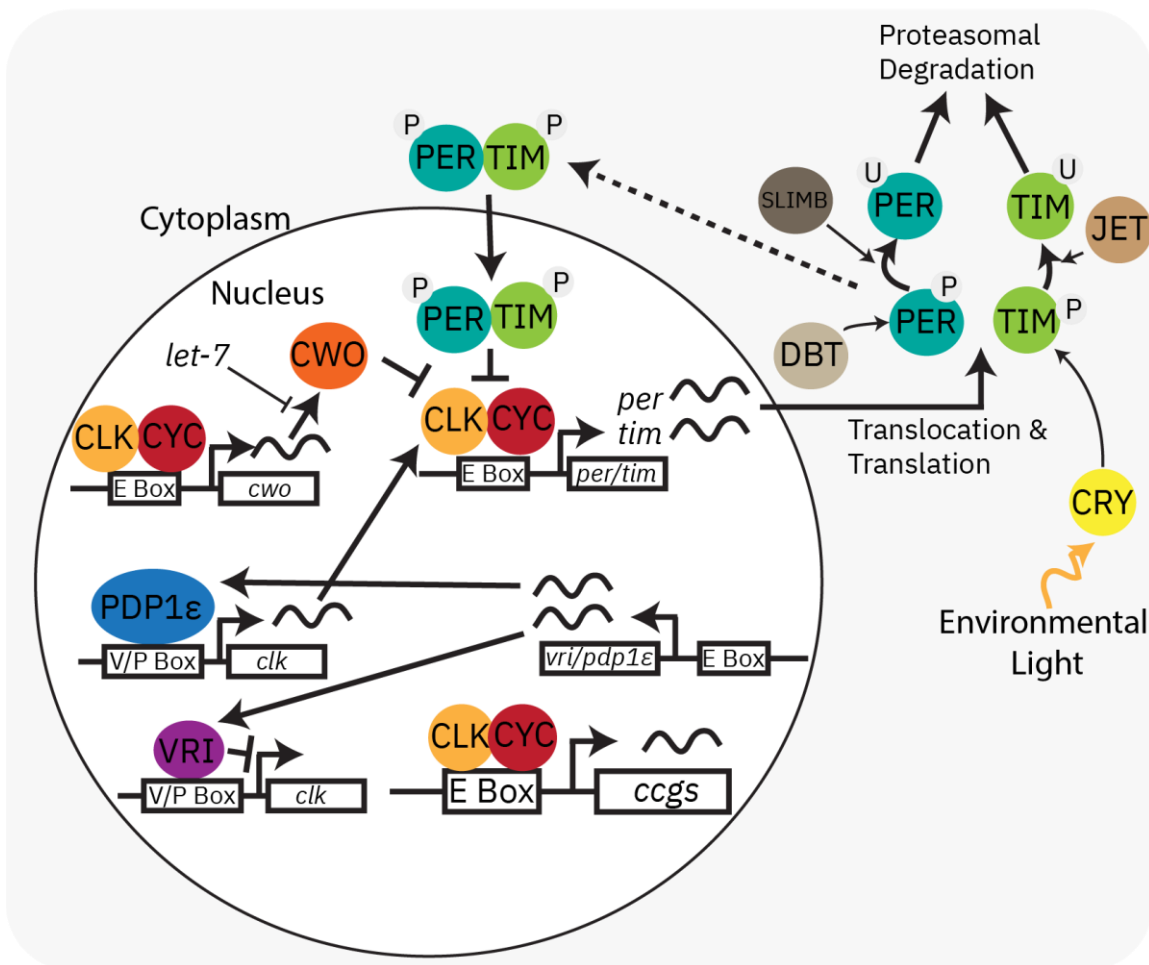 Proteasomal
Degradation
P
P
PER
TIM
U
U
SLIMB
PER
TIM
JET
Cytoplasm
Nucleus
P
P
PER
TIM
P
PER
TIM
P
DBT
let-7
CWO
CLK
CYC
E Box
cwo
CLK
CYC
per
tim
E Box
per/tim
Translocation &
Translation
CRY
PDP1ε
V/P Box
clk
vri/pdp1ε
E Box
Environmental
Light
VRI
V/P Box
clk
CLK
CYC
E Box
ccgs